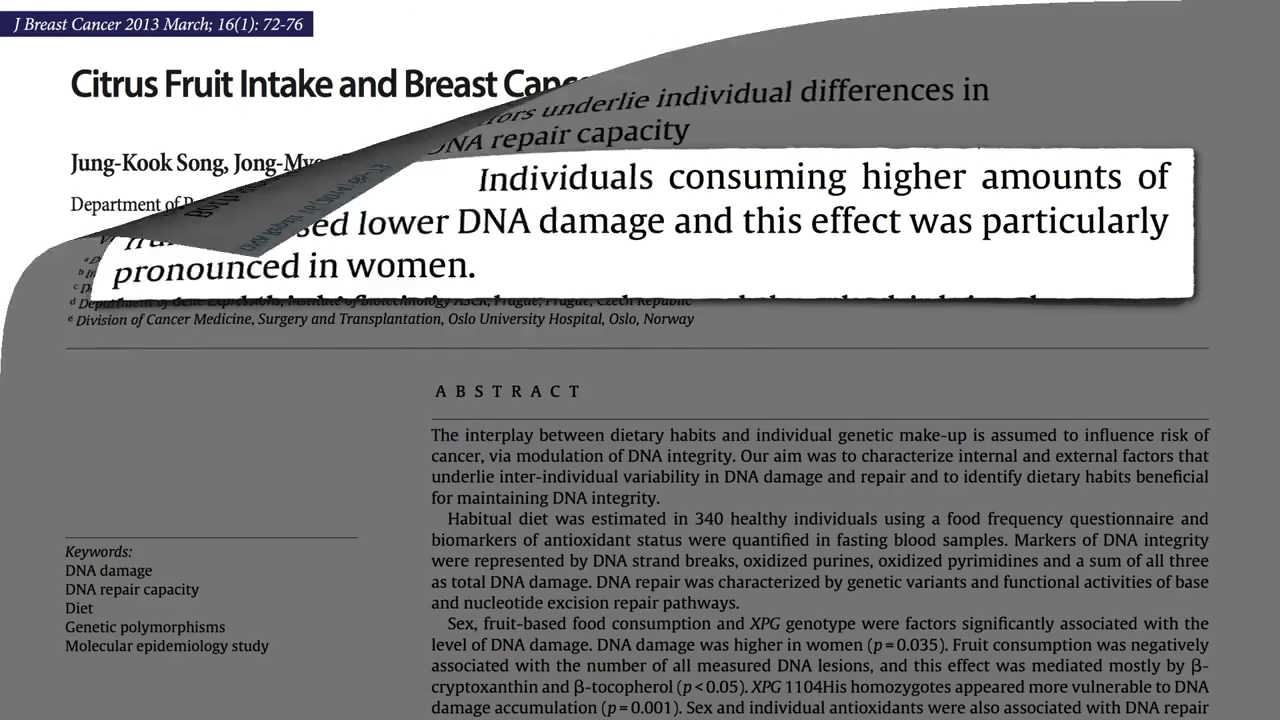 J Breast Cancer 2013 March; 16(1): 72-76
Citrus Fruit Intake and Breast
underlie individual differences in
DNA repair capacity
Jung-Kook Song,
Individuals consuming higher amounts of
Department of
lower DNA damage and this effect was particularly
pronounced in women.
e Division of Cancer Medicine, Surgery and Transplantation, Oslo University Hospital, Oslo, Norway
ABSTRACT
The interplay between dietary habits and individual genetic make-up is assumed to influence risk of
cancer, via modulation of DNA integrity. Our aim was to characterize internal and external factors that
underlie inter-individual variability in DNA damage and repair and to identify dietary habits beneficial
for maintaining DNA integrity.
Habitual diet was estimated in 340 healthy individuals using a food frequency questionnaire and
biomarkers of antioxidant status were quantified in fasting blood samples. Markers of DNA integrity
were represented by DNA strand breaks, oxidized purines, oxidized pyrimidines and a sum of all three
as total DNA damage. DNA repair was characterized by genetic variants and functional activities of base
and nucleotide excision repair pathways.
Sex, fruit-based food consumption and XPG genotype were factors significantly associated with the
level of DNA damage. DNA damage was higher in women (p=0.035). Fruit consumption was negatively
associated with the number of all measured DNA lesions, and this effect was mediated mostly by β-
cryptoxanthin and β-tocopherol (p<0.05). XPG 1104His homozygotes appeared more vulnerable to DNA
damage accumulation (p=0.001). Sex and individual antioxidants were also associated with DNA repair
Keywords:
DNA damage
DNA repair capacity
Diet
Genetic polymorphisms
Molecular epidemiology study